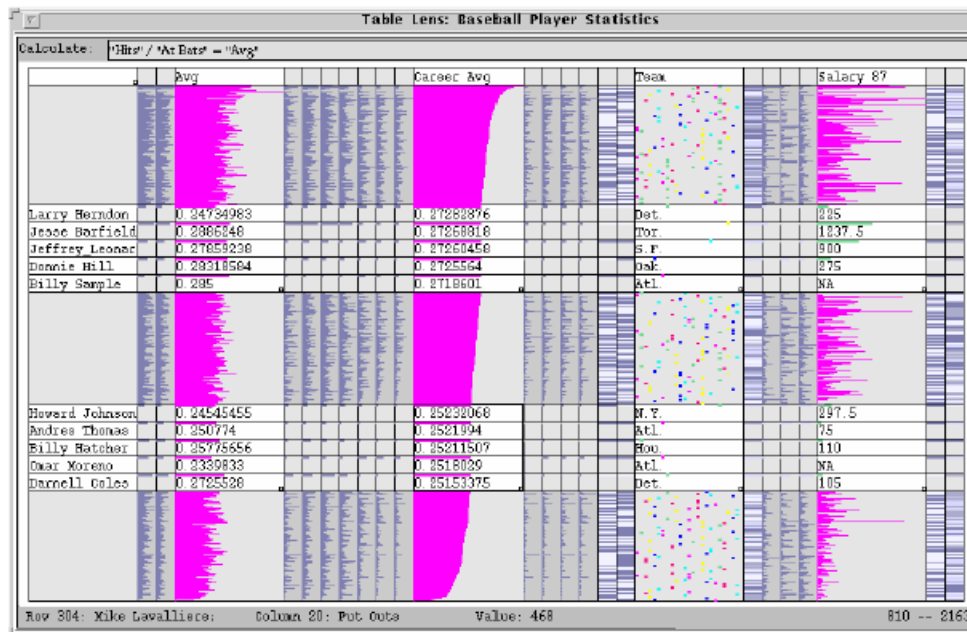 Table Lens: Baseball Player Statistics
Calculate: "Hits" / "At Bats" = "Avg"
Avg Career Avg Team Salary 87
Larry Herndon 0.24734983 0.27282876 Det. 225
Jesse Barfield 0.2886248 0.27268818 Tor. 1237.5
Jeffrey_Leonar 0.27859238 0.27260458 S.F. 900
Donnie Hill 0.28318584 0.2725564 Oak. 275
Billy Sample 0.285 0.2718601 Atl. NA
Howard Johnson 0.24545455 0.25232068 N.Y. 297.5
Andres Thomas 0.250774 0.2521994 Atl. 75
Billy Hatcher 0.25775656 0.25211507 Hou. 110
Omar Moreno 0.2339833 0.2518029 Atl. NA
Darnell Coles 0.2725528 0.25153375 Det. 105
Row 304: Mike Lavalliere: Column 20: Put Outs Value: 468 810 -- 2163